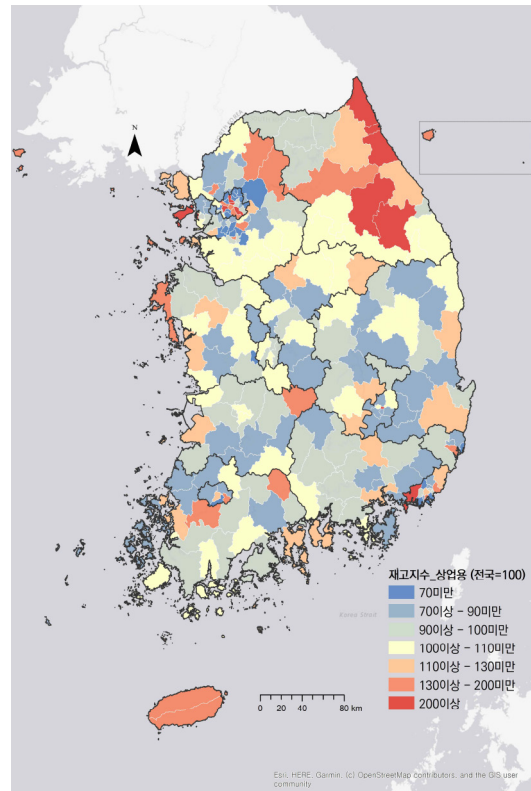 N
Korea Strait
재고지수_상업용 (전국=100)
70미만
70이상 - 90미만
90이상 - 100미만
100이상 - 110미만
110이상 - 130미만
130이상 - 200미만
200이상
0 20 40 80 km
Esri, HERE, Garmin, (c) OpenStreetMap contributors, and the GIS user
community